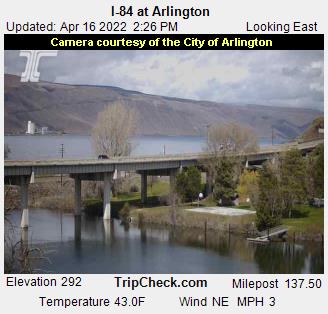 I-84 at Arlington
Updated: Apr 16 2022 2:26 PM Looking East
Camera courtesy of the City of Arlington
Elevation 292 TripCheck.com Milepost 137.50
Temperature 43.0F Wind NE MPH 3